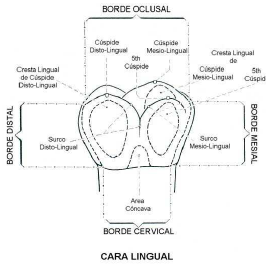 BORDE OCLUSAL
Cúspide
Disto-Lingual
5th
Cúspide
Cúspide
Mesio-Lingual
Cresta Lingual
de
5th
Cúspide
Cresta Lingual
de Cúspide
Disto-Lingual
Cúspide
Mesio-Lingual
BORDE DISTAL
Surco
Disto-Lingual
Surco
Mesio-Lingual
BORDE MESIAL
Area
Cóncava
BORDE CERVICAL
CARA LINGUAL